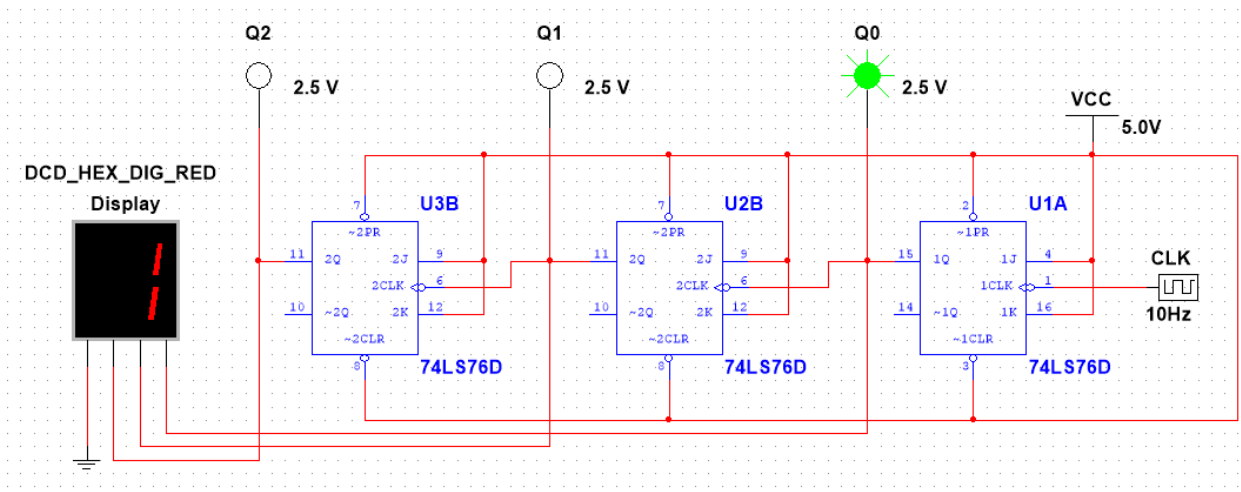 Q2
Q1
Q0
2.5 V
2.5 V
2.5 V
VCC
5.0V
DCD_HEX_DIG_RED
Display
1
7
U3B
7
U2B
2
U1A
~2PR
~2PR
~1PR
11
2Q
2J
9
11
2Q
2J
9
15
1Q
1J
4
CLK
2CLK
6
2CLK
6
1CLK
1
10
~2Q
2K
12
10
~2Q
2K
12
14
~1Q
1K
16
10Hz
~2CLR
~2CLR
~1CLR
8
74LS76D
8
74LS76D
3
74LS76D